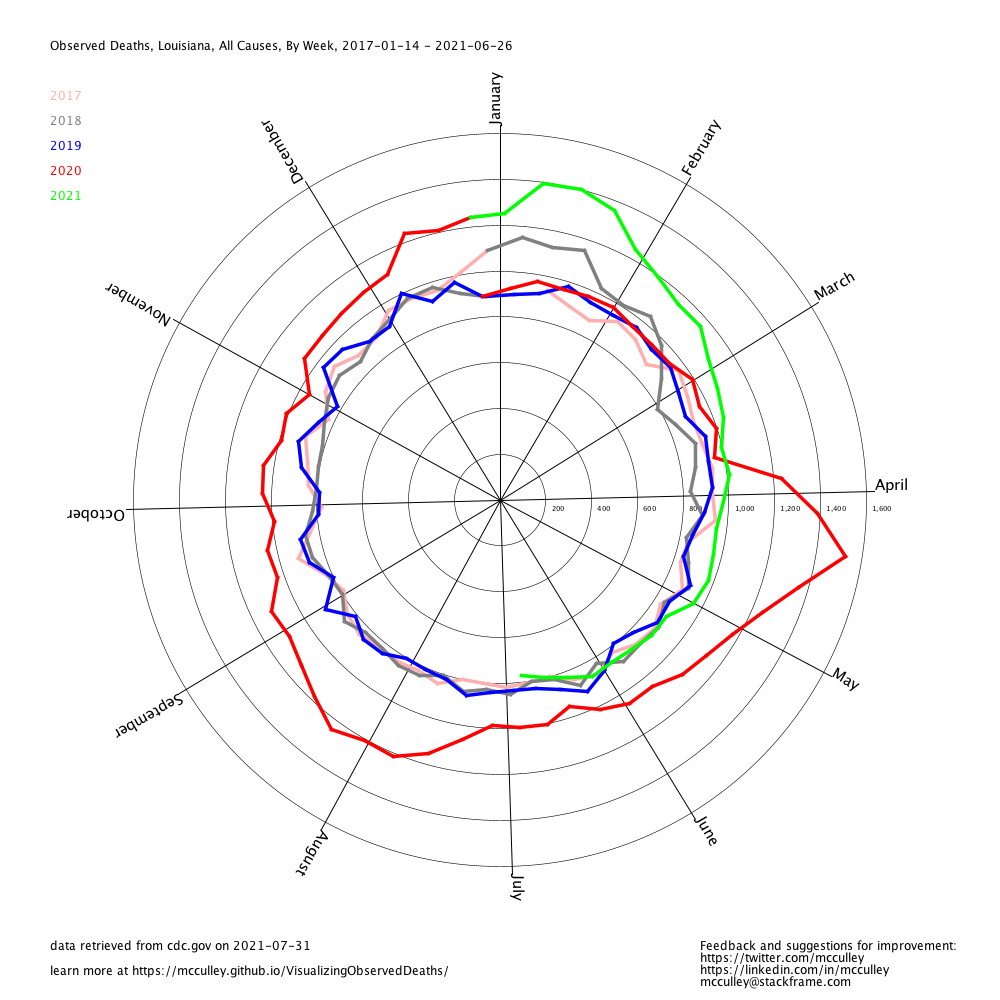 Observed Deaths, Louisiana, All Causes, By Week, 2017-01-14 - 2021-06-26
2017
2018
2019
2020
2021
January
February
March
April
May
June
July
August
September
October
November
December
200
400
600
800
1,000
1,200
1,400
1,600
data retrieved from cdc.gov on 2021-07-31
learn more at https://mcculley.github.io/VisualizingObservedDeaths/
Feedback and suggestions for improvement:
https://twitter.com/mcculley
https://linkedin.com/in/mcculley
mcculley@stackframe.com